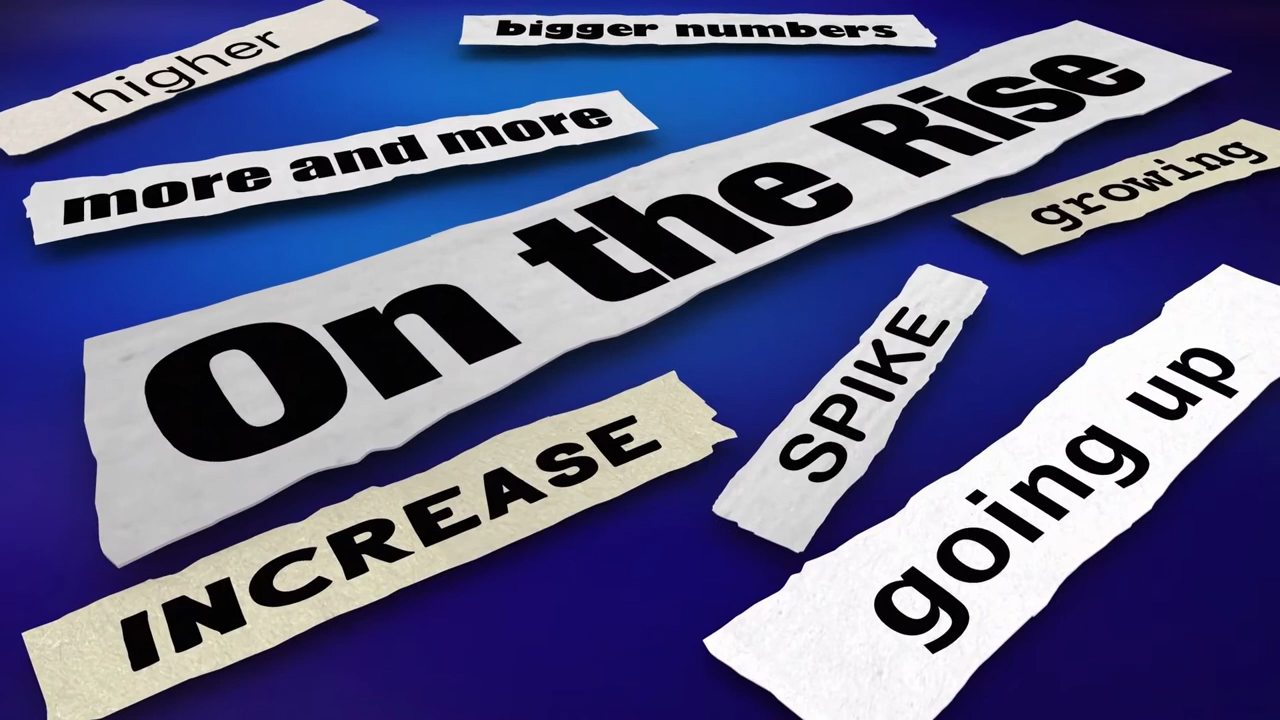 higher
bigger numbers
more and more
On the Rise
growing
SPIKE
INCREASE
going up